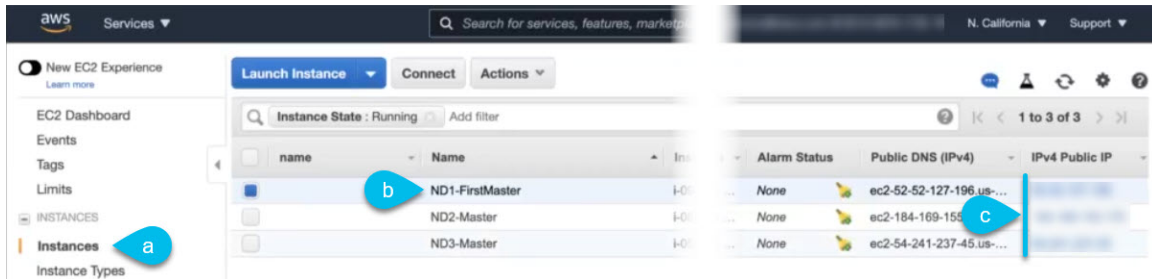 aws Services ▼ Search for services, features, marketp N. California ▼ Support ▼
New EC2 Experience
Learn more
Launch Instance Connect Actions
EC2 Dashboard
Events
Tags
Limits
INSTANCES
Instances a
Instance Types
Instance State : Running Add filter 1 to 3 of 3
name Name Ins Alarm Status Public DNS (IPv4) IPv4 Public IP
b ND1-FirstMaster None ec2-52-52-127-196.us-...
ND2-Master None ec2-184-169-155 c
ND3-Master None ec2-54-241-237-45.us-...